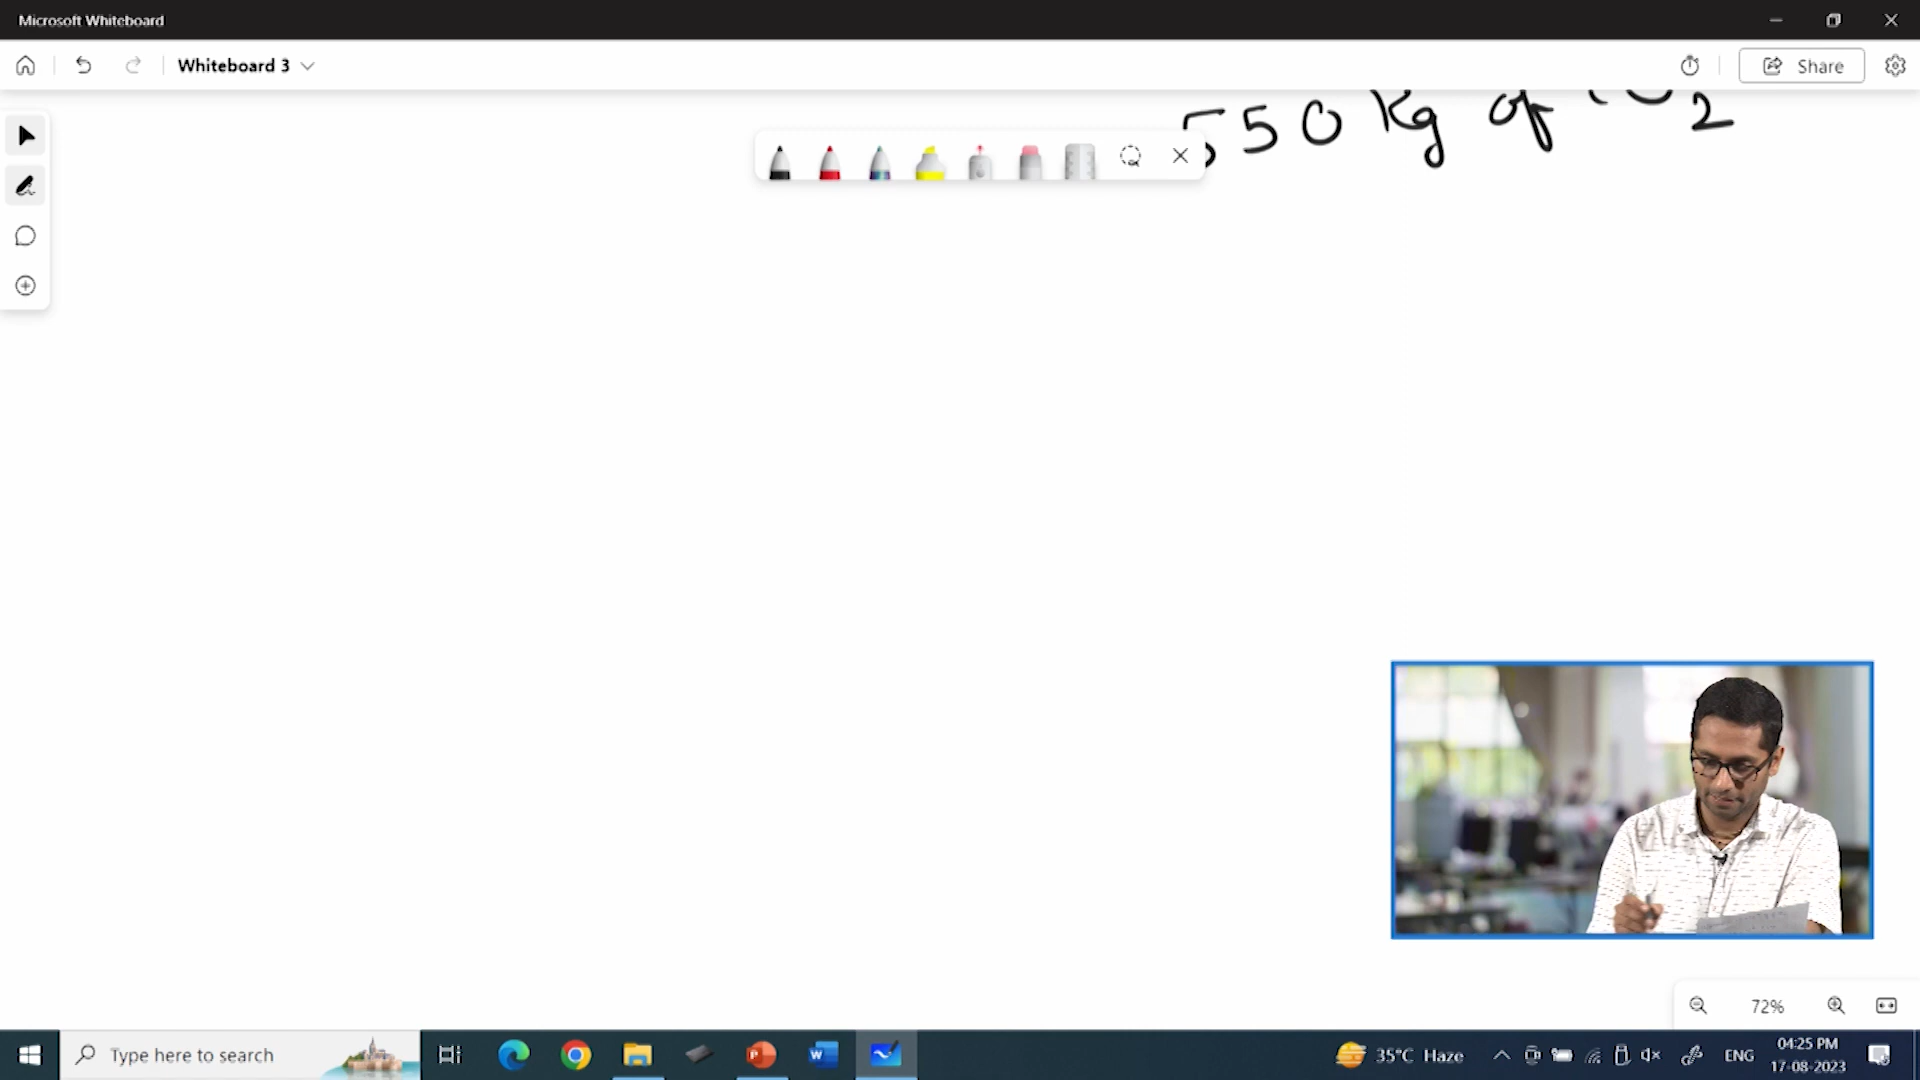 Microsoft Whiteboard
Whiteboard 3
Share
550 kg of CO2
72%
Type here to search
35°C Haze
ENG
04:25 PM
17-08-2023